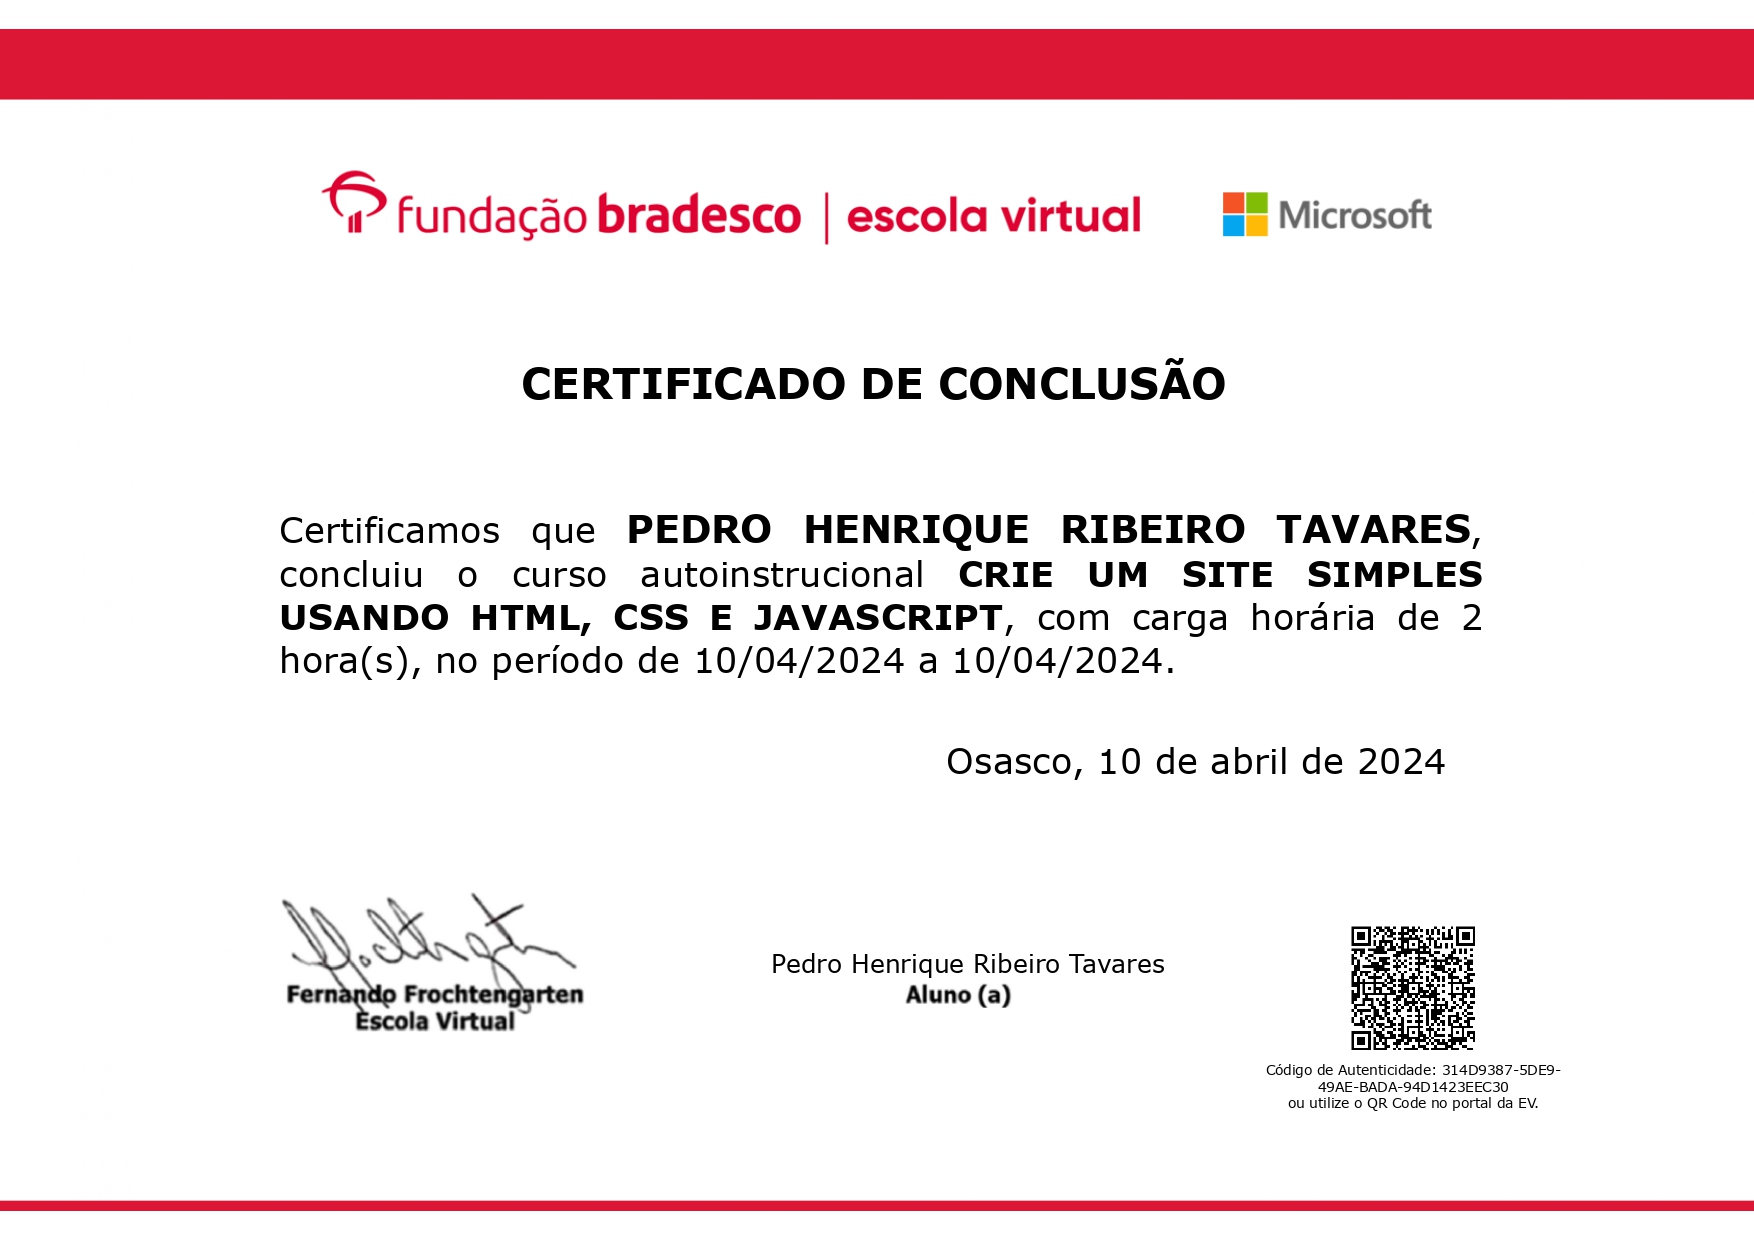 fundação bradesco | escola virtual Microsoft
CERTIFICADO DE CONCLUSÃO
Certificamos que PEDRO HENRIQUE RIBEIRO TAVARES,
concluiu o curso autoinstrucional CRIE UM SITE SIMPLES
USANDO HTML, CSS E JAVASCRIPT, com carga horária de 2
hora(s), no período de 10/04/2024 a 10/04/2024.
Osasco, 10 de abril de 2024
Fernando Frochtengarten
Escola Virtual
Pedro Henrique Ribeiro Tavares
Aluno (a)
Código de Autenticidade: 314D9387-5DE9-
49AE-BADA-94D1423EEC30
ou utilize o QR Code no portal da EV.